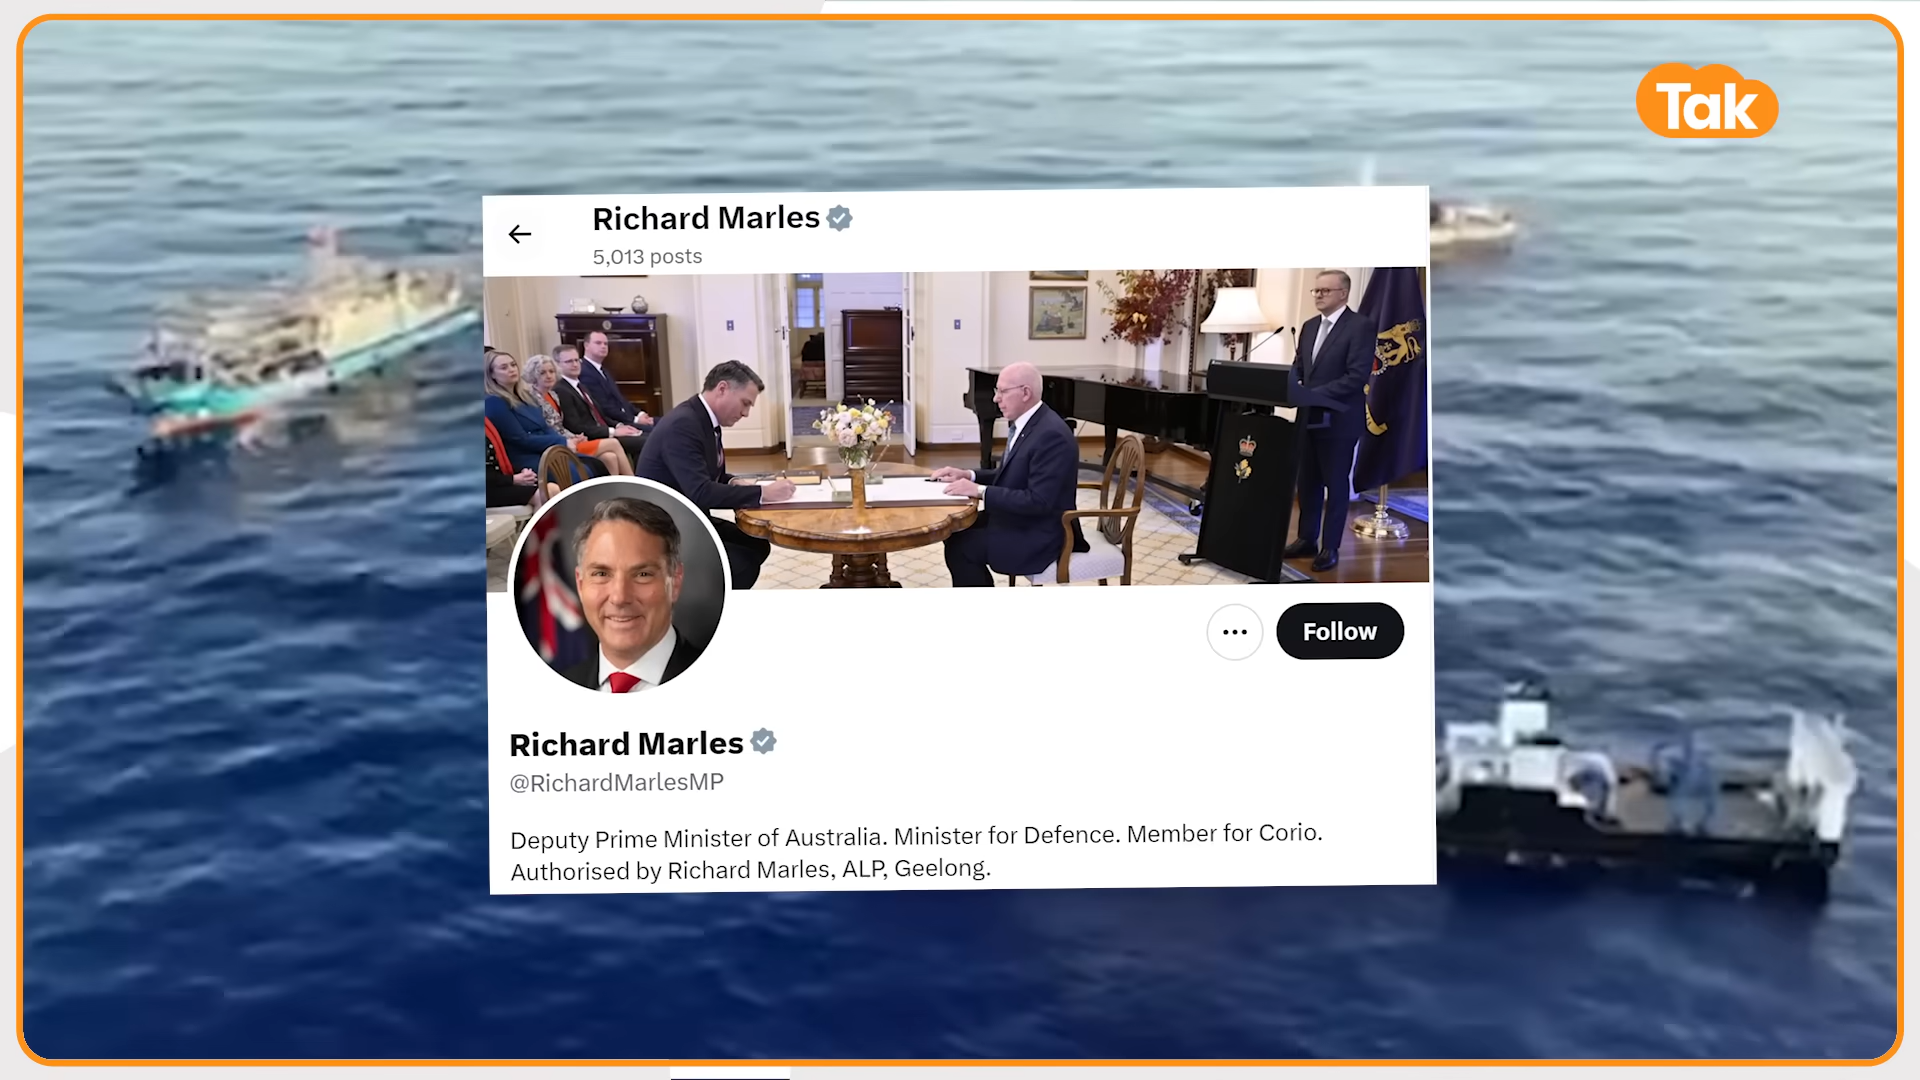 Tak
Richard Marles
5,013 posts
Follow
Richard Marles
@RichardMarlesMP
Deputy Prime Minister of Australia. Minister for Defence. Member for Corio.
Authorised by Richard Marles, ALP, Geelong.